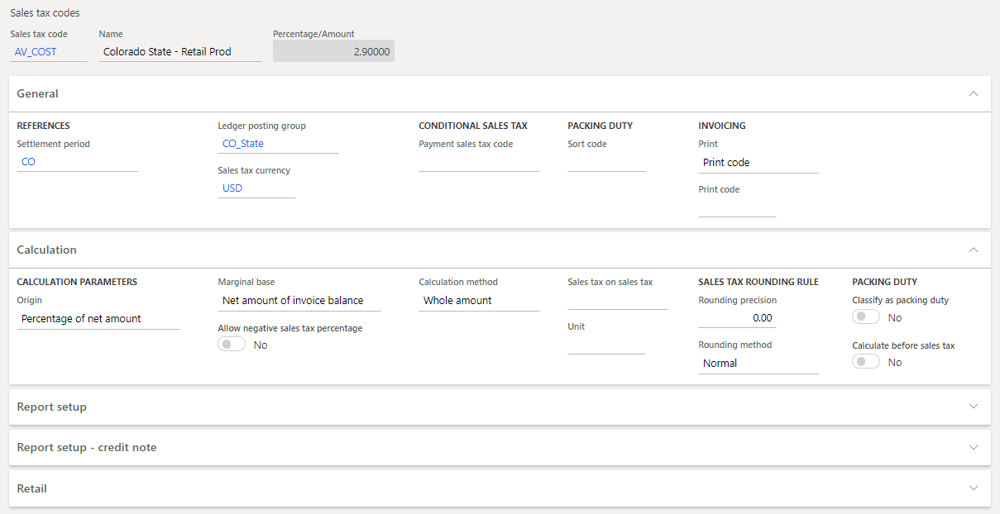 Sales tax codes
Sales tax code Name Percentage/Amount
AV_COST Colorado State - Retail Prod 2.90000
General
REFERENCES Ledger posting group CONDITIONAL SALES TAX PACKING DUTY INVOICING
Settlement period CO_State Payment sales tax code Sort code Print
CO Print code
Sales tax currency
USD Print code
Calculation
CALCULATION PARAMETERS Marginal base Calculation method Sales tax on sales tax SALES TAX ROUNDING RULE PACKING DUTY
Origin Net amount of invoice balance Whole amount Rounding precision Classify as packing duty
Percentage of net amount 0.00 No
Allow negative sales tax percentage Unit
No Rounding method Calculate before sales tax
Normal No
Report setup
Report setup - credit note
Retail